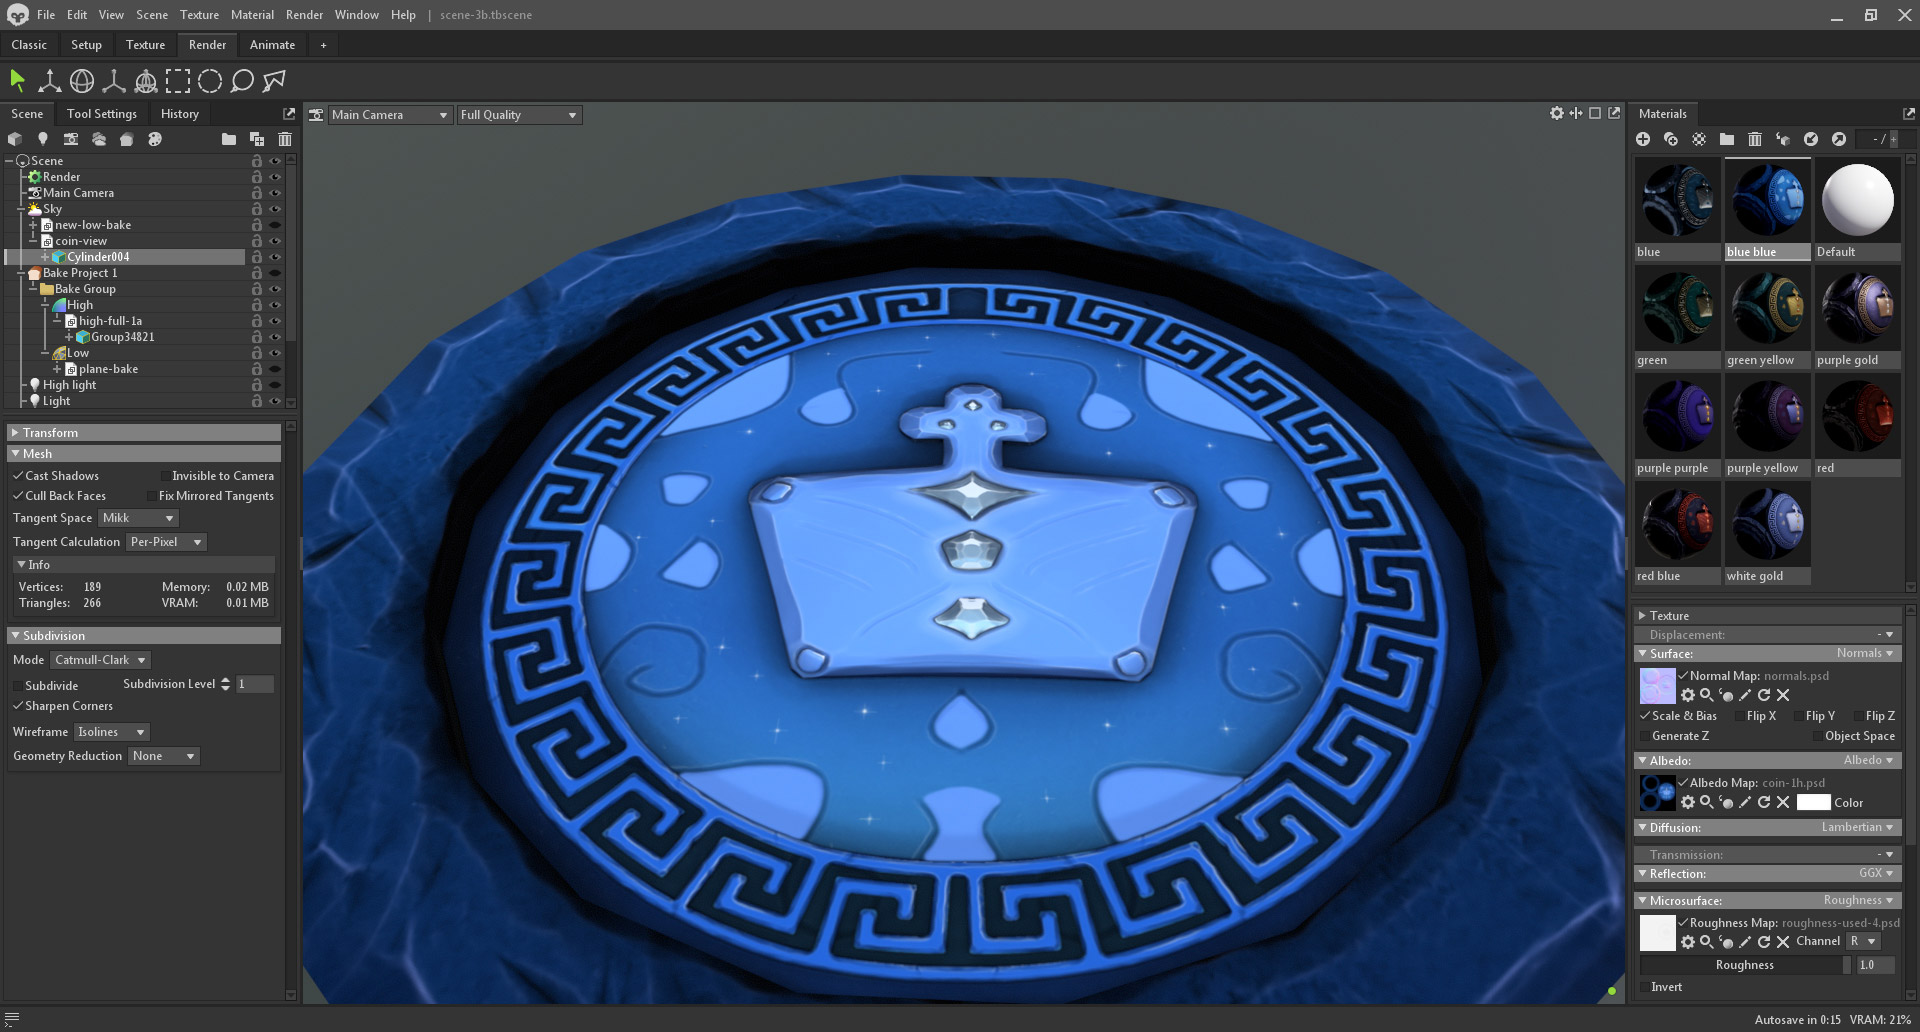 File Edit View Scene Texture Material Render Window Help | scene-3b.tbscene
Classic Setup Texture Render Animate +
Scene Tool Settings History
Scene
Render
Main Camera
Sky
new-low-bake
coin-view
Cylinder004
Bake Project 1
Bake Group
High
high-full-1a
Group34821
Low
plane-bake
High light
Light
Transform
Mesh
Cast Shadows Invisible to Camera
Cull Back Faces Fix Mirrored Tangents
Tangent Space Mikk
Tangent Calculation Per-Pixel
Info
Vertices: 189 Memory: 0.02 MB
Triangles: 266 VRAM: 0.01 MB
Subdivision
Mode Catmull-Clark
Subdivide Subdivision Level 1
Sharpen Corners
Wireframe Isolines
Geometry Reduction None
Main Camera Full Quality
Materials
- / +
blue blue blue Default
green green yellow purple gold
purple purple purple yellow red
red blue white gold
Texture
Displacement: -
Surface: Normals
Normal Map: normals.psd
Scale & Bias Flip X Flip Y Flip Z
Generate Z Object Space
Albedo: Albedo
Albedo Map: coin-1h.psd
Color
Diffusion: Lambertian
Transmission: -
Reflection: GGX
Microsurface: Roughness
Roughness Map: roughness-used-4.psd
Channel R
Roughness 1.0
Invert
Autosave in 0:15 VRAM: 21%